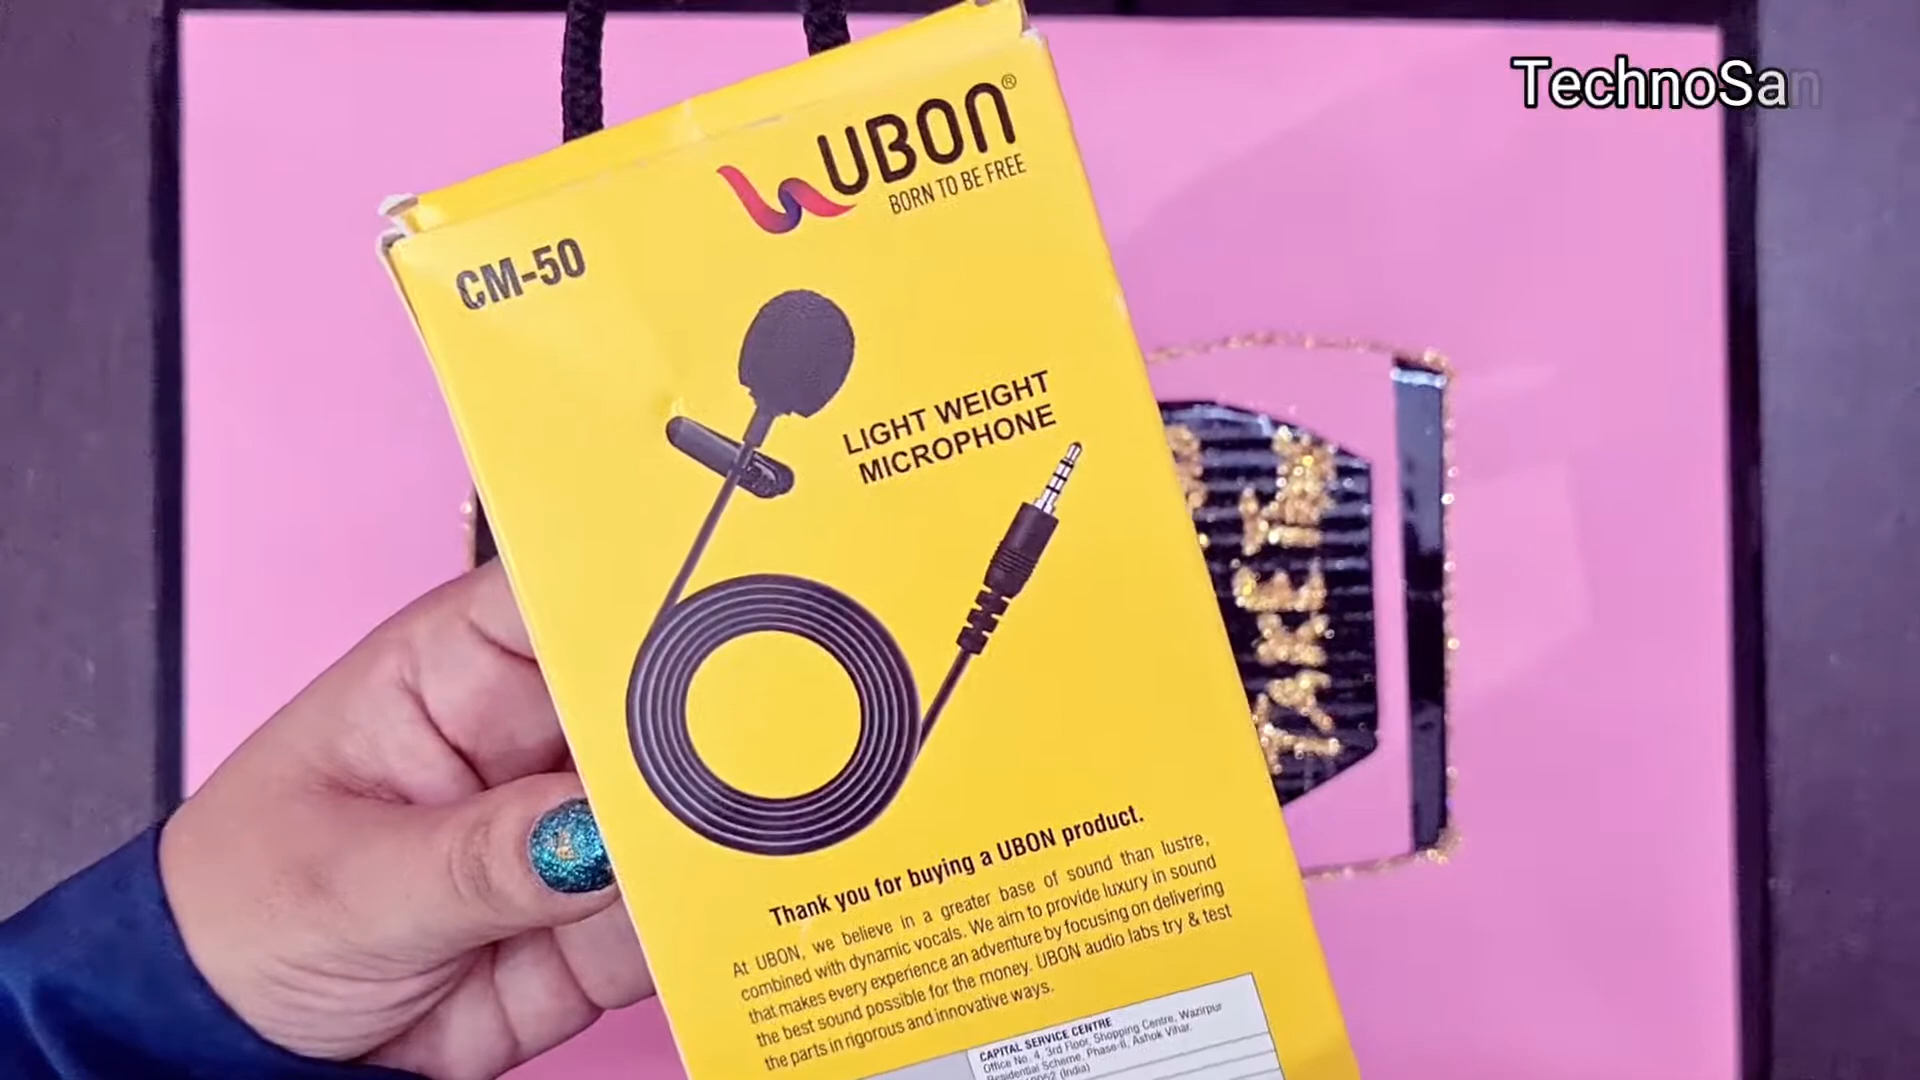 TechnoSan
UBON®
BORN TO BE FREE
CM-50
LIGHT WEIGHT
MICROPHONE
TAKE
Thank you for buying a UBON product.
At UBON, we believe in a greater base of sound than lustre,
combined with dynamic vocals. We aim to provide luxury in sound
that makes every experience an adventure by focusing on delivering
the best sound possible for the money. UBON audio labs try & test
the parts in rigorous and innovative ways.
CAPITAL SERVICE CENTRE
Office No. 4, 3rd Floor, Shopping Centre, Wazirpur
Residential Scheme, Phase-II, Ashok Vihar,
(India)